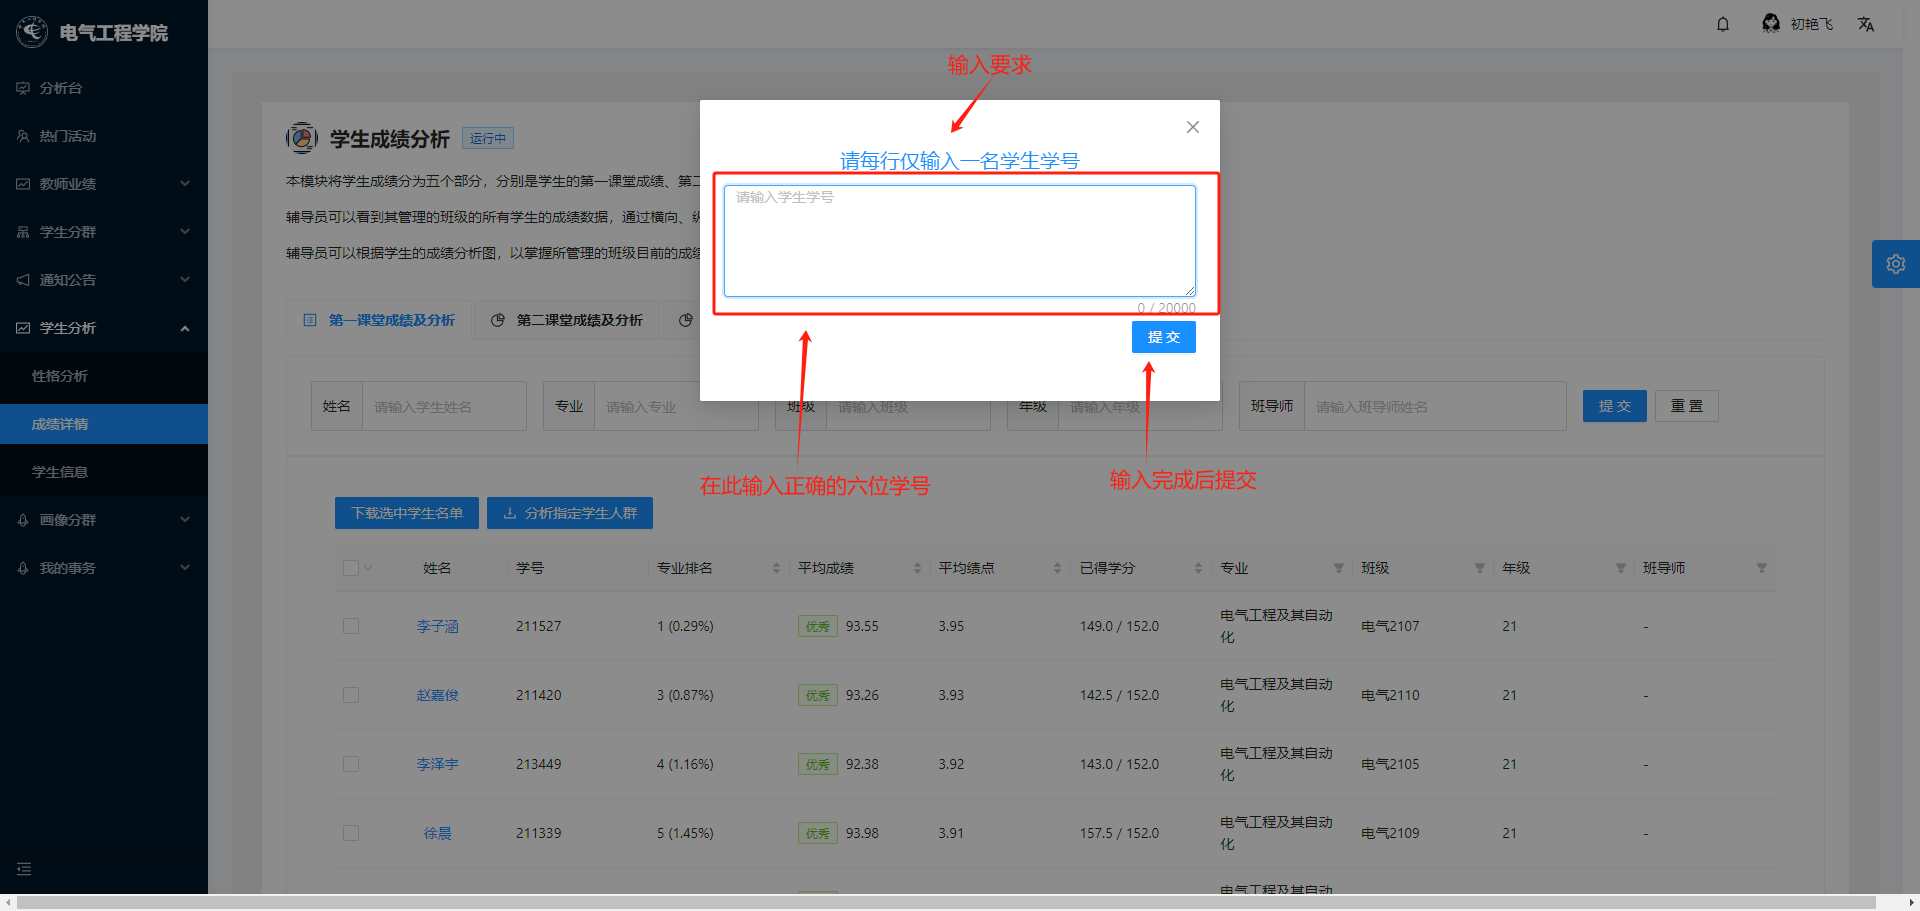 电气工程学院
初艳飞
分析台
热门活动
教师业绩
学生分群
通知公告
学生分析
性格分析
成绩详情
学生信息
画像分群
我的事务
输入要求
学生成绩分析
运行中
本模块将学生成绩分为五个部分，分别是学生的第一课堂成绩、第二
辅导员可以看到其管理的班级的所有学生的成绩数据，通过横向、
辅导员可以根据学生的成绩分析图，以掌握所管理的班级目前的成
请每行仅输入一名学生学号
请输入学生学号
0 / 20000
提 交
第一课堂成绩及分析
第二课堂成绩及分析
姓名 请输入学生姓名
专业 请输入专业
班级 请输入班级
年级 请输入年级
班导师 请输入班导师姓名
提 交
重 置
在此输入正确的六位学号
输入完成后提交
下载选中学生名单
分析指定学生人群
姓名 学号 专业排名 平均成绩 平均绩点 已得学分 专业 班级 年级 班导师
李子涵 211527 1 (0.29%) 优秀 93.55 3.95 149.0 / 152.0 电气工程及其自动
化 电气2107 21 -
赵嘉俊 211420 3 (0.87%) 优秀 93.26 3.93 142.5 / 152.0 电气工程及其自动
化 电气2110 21 -
李泽宇 213449 4 (1.16%) 优秀 92.38 3.92 143.0 / 152.0 电气工程及其自动
化 电气2105 21 -
徐晨 211339 5 (1.45%) 优秀 93.98 3.91 157.5 / 152.0 电气工程及其自动
化 电气2109 21 -
电气工程及其自动